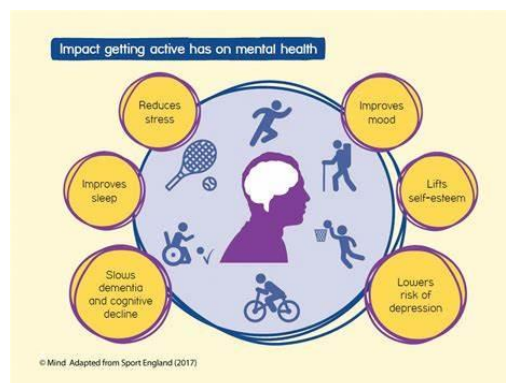 Impact getting active has on mental health
Reduces
stress
Improves
mood
Improves
sleep
Lifts
self-esteem
Slows
dementia
and cognitive
decline
Lowers
risk of
depression
© Mind Adapted from Sport England (2017)